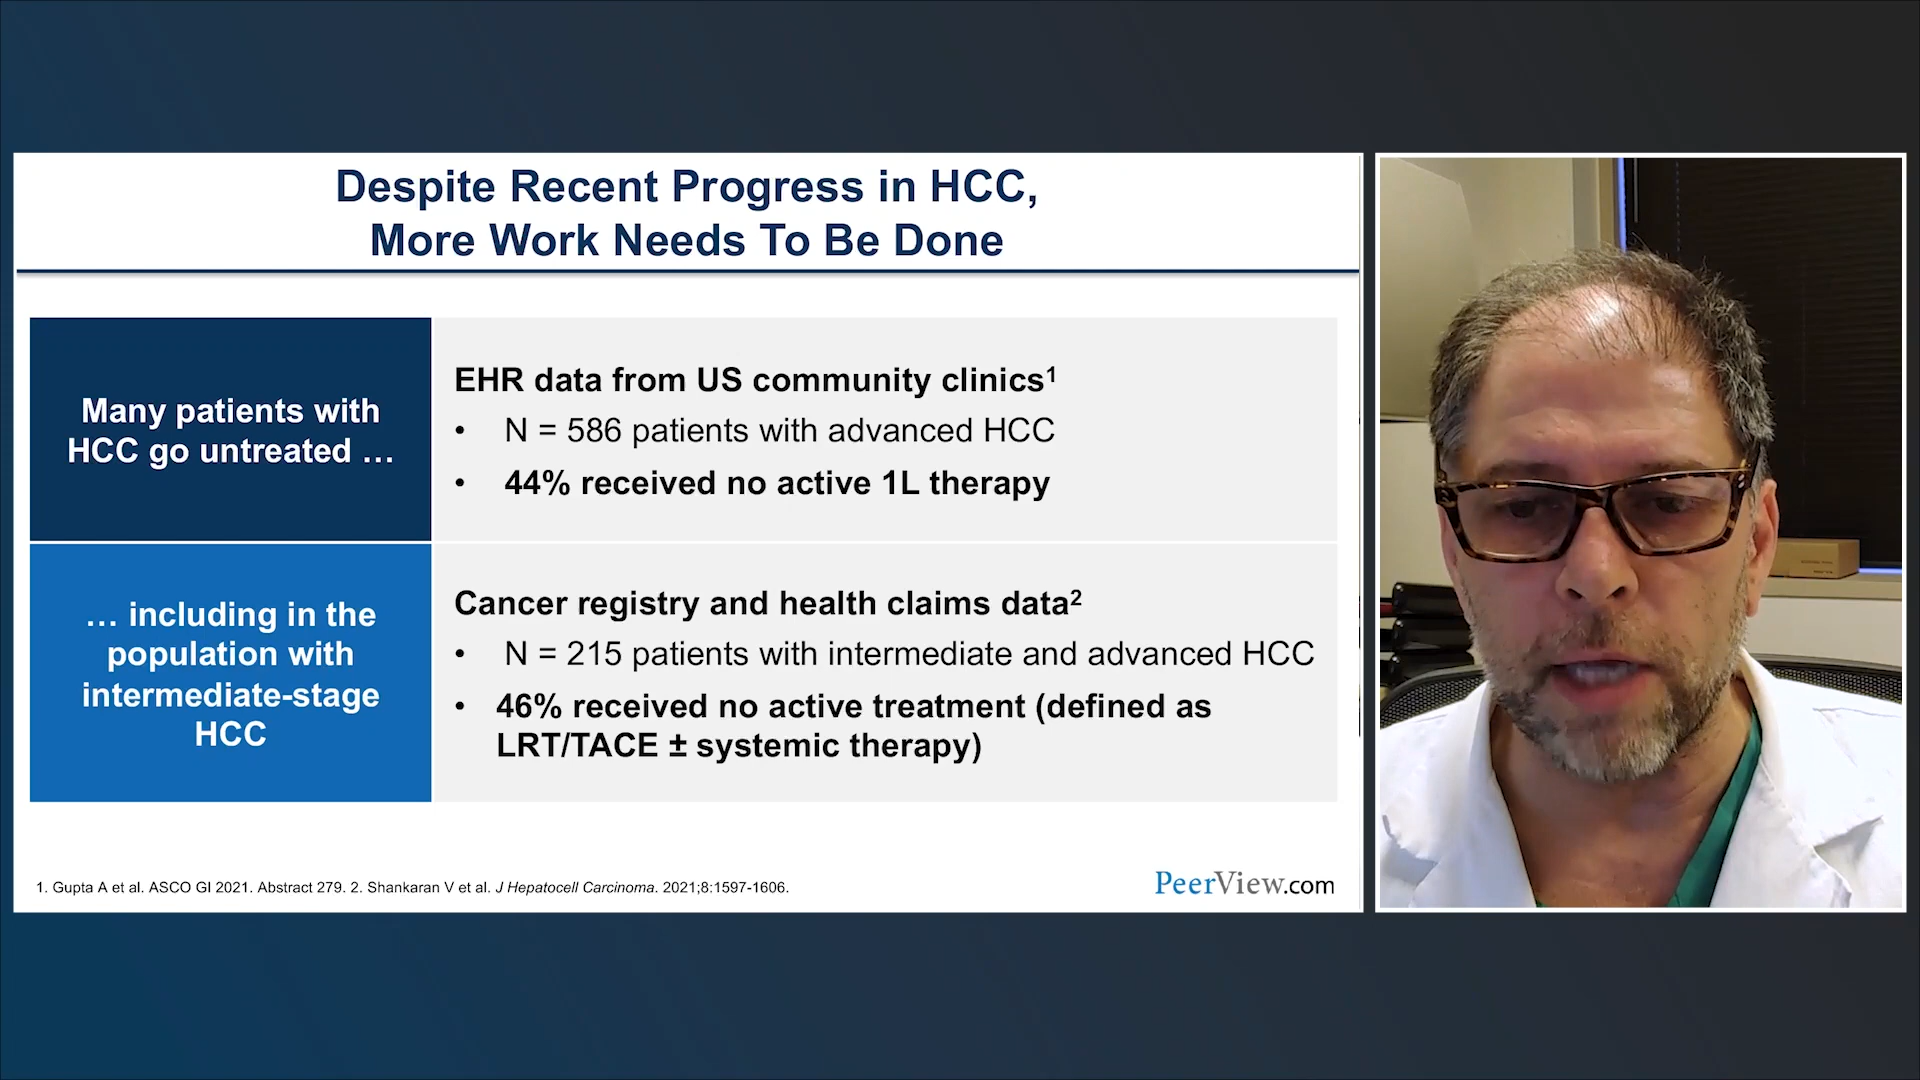 Despite Recent Progress in HCC,
More Work Needs To Be Done
Many patients with
HCC go untreated …
EHR data from US community clinics1
• N = 586 patients with advanced HCC
• 44% received no active 1L therapy
… including in the
population with
intermediate-stage
HCC
Cancer registry and health claims data2
• N = 215 patients with intermediate and advanced HCC
• 46% received no active treatment (defined as
LRT/TACE ± systemic therapy)
1. Gupta A et al. ASCO GI 2021. Abstract 279. 2. Shankaran V et al. J Hepatocell Carcinoma. 2021;8:1597-1606.
PeerView.com